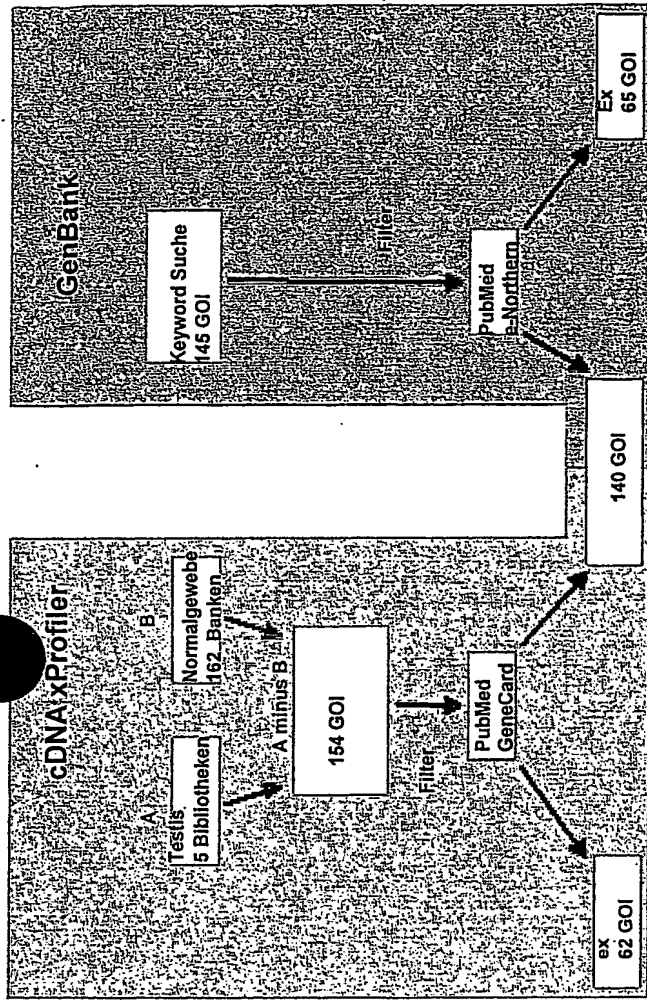 cDNA xProfiler
A
Testis
5 Bibliotheken
B
Normalgewebe
162 Banken
A minus B
154 GOI
Filter
PubMed
GeneCard
ex
62 GOI
140 GOI
GenBank
Keyword Suche
145 GOI
Filter
PubMed
e-Northern
Ex
65 GOI